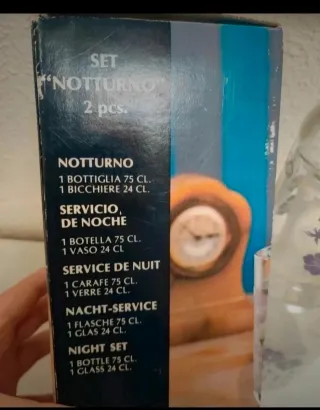 SET
"NOTTURNO"
2 pcs.
NOTTURNO
1 BOTTIGLIA 75 CL.
1 BICCHIERE 24 CL.
SERVICIO,
DE NOCHE
1 BOTELLA 75 CL.
1 VASO 24 CL
SERVICE DE NUIT
1 CARAFE 75 CL.
1 VERRE 24 CL.
NACHT-SERVICE
1 FLASCHE 75 CL.
1 GLAS 24 CL.
NIGHT SET
1 BOTTLE 75 CL.
1 GLASS 24 CL.